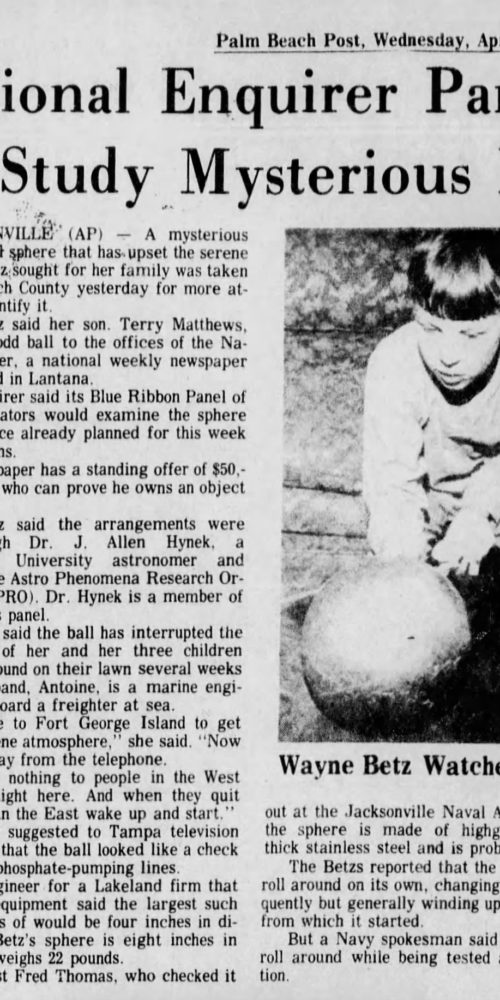 Palm Beach Post, Wednesday, Ap
ional Enquirer Pa
Study Mysterious
NVILLE (AP) — A mysterious
sphere that has upset the serene
z sought for her family was taken
ch County yesterday for more at-
ntify it.
z said her son. Terry Matthews,
odd ball to the offices of the Na-
er, a national weekly newspaper
d in Lantana.
irer said its Blue Ribbon Panel of
ators would examine the sphere
ce already planned for this week
ns.
paper has a standing offer of $50,-
who can prove he owns an object
z said the arrangements were
gh Dr. J. Allen Hynek, a
University astronomer and
e Astro Phenomena Research Or-
PRO). Dr. Hynek is a member of
s panel.
said the ball has interrupted the
of her and her three children
ound on their lawn several weeks
and, Antoine, is a marine engi-
oard a freighter at sea.
e to Fort George Island to get
ne atmosphere," she said. "Now
ay from the telephone.
nothing to people in the West
ight here. And when they quit
n the East wake up and start."
suggested to Tampa television
that the ball looked like a check
phosphate-pumping lines.
gineer for a Lakeland firm that
equipment said the largest such
s of would be four inches in di-
Betz's sphere is eight inches in
weighs 22 pounds.
st Fred Thomas, who checked it
Wayne Betz Watche
out at the Jacksonville Naval A
the sphere is made of highg
thick stainless steel and is prob
The Betzs reported that the
roll around on its own, changing
quently but generally winding up
from which it started.
But a Navy spokesman said
roll around while being tested
tion.